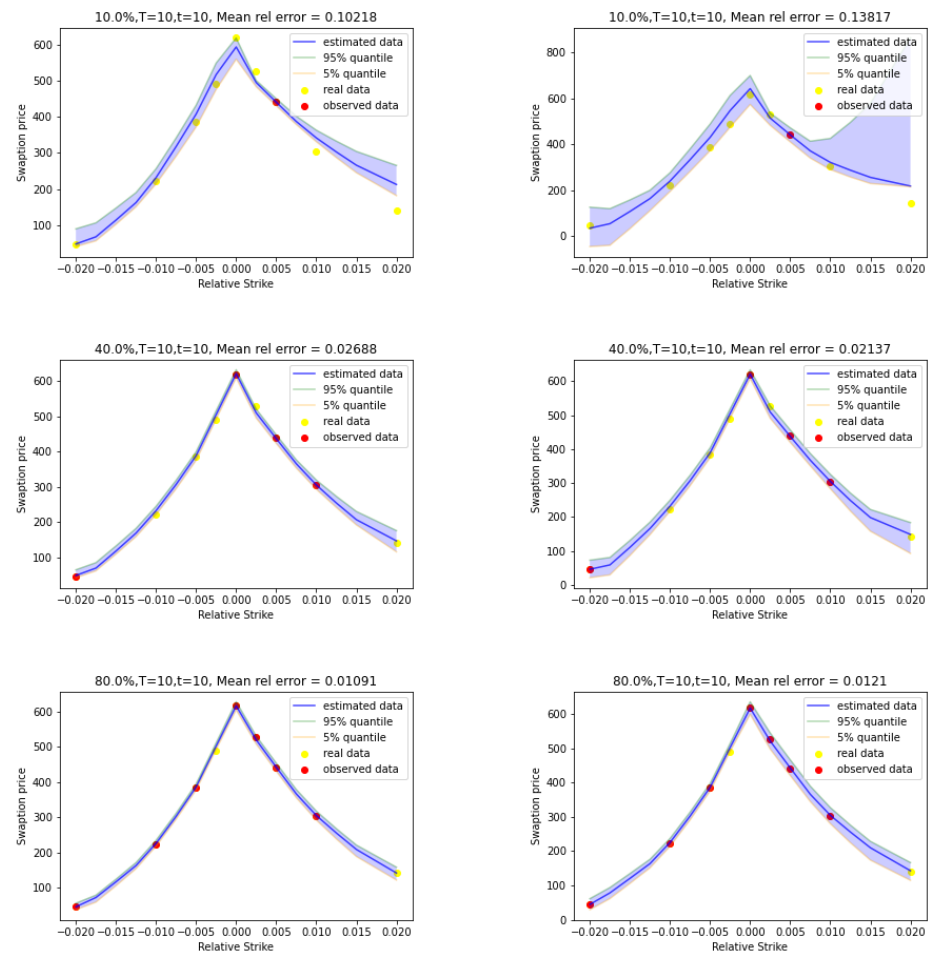 10.0%,T=10,t=10, Mean rel error = 0.10218
600
500
400
300
200
100
Swaption price
estimated data
95% quantile
5% quantile
real data
observed data
−0.020 −0.015 −0.010 −0.005 0.000 0.005 0.010 0.015 0.020
Relative Strike
10.0%,T=10,t=10, Mean rel error = 0.13817
800
600
400
200
0
Swaption price
estimated data
95% quantile
5% quantile
real data
observed data
−0.020 −0.015 −0.010 −0.005 0.000 0.005 0.010 0.015 0.020
Relative Strike
40.0%,T=10,t=10, Mean rel error = 0.02688
600
500
400
300
200
100
Swaption price
estimated data
95% quantile
5% quantile
real data
observed data
−0.020 −0.015 −0.010 −0.005 0.000 0.005 0.010 0.015 0.020
Relative Strike
40.0%,T=10,t=10, Mean rel error = 0.02137
600
500
400
300
200
100
0
Swaption price
estimated data
95% quantile
5% quantile
real data
observed data
−0.020 −0.015 −0.010 −0.005 0.000 0.005 0.010 0.015 0.020
Relative Strike
80.0%,T=10,t=10, Mean rel error = 0.01091
600
500
400
300
200
100
Swaption price
estimated data
95% quantile
5% quantile
real data
observed data
−0.020 −0.015 −0.010 −0.005 0.000 0.005 0.010 0.015 0.020
Relative Strike
80.0%,T=10,t=10, Mean rel error = 0.0121
600
500
400
300
200
100
0
Swaption price
estimated data
95% quantile
5% quantile
real data
observed data
−0.020 −0.015 −0.010 −0.005 0.000 0.005 0.010 0.015 0.020
Relative Strike